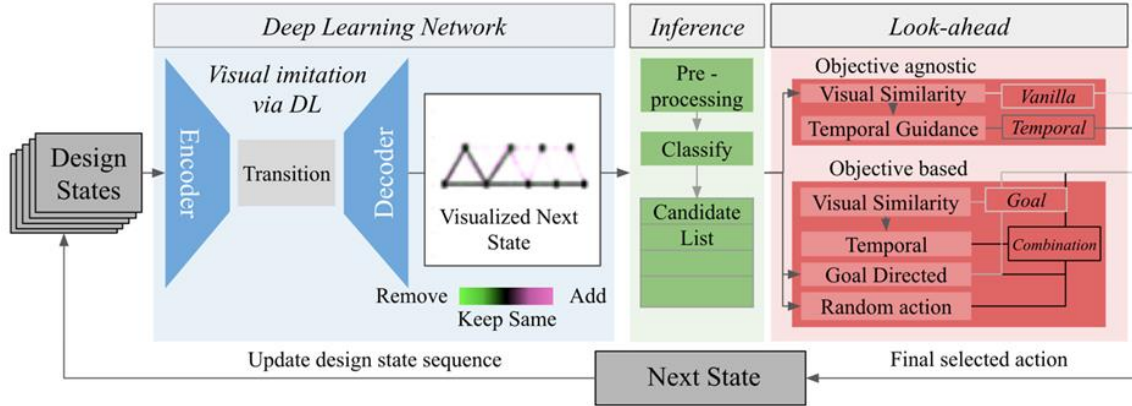 Deep Learning Network
Inference
Look-ahead
Visual imitation
via DL
Design
States
Encoder
Transition
Decoder
Visualized Next
State
Remove
Add
Keep Same
Pre -
processing
Classify
Candidate
List
Objective agnostic
Visual Similarity
Vanilla
Temporal Guidance
Temporal
Objective based
Visual Similarity
Goal
Temporal
Combination
Goal Directed
Random action
Update design state sequence
Next State
Final selected action